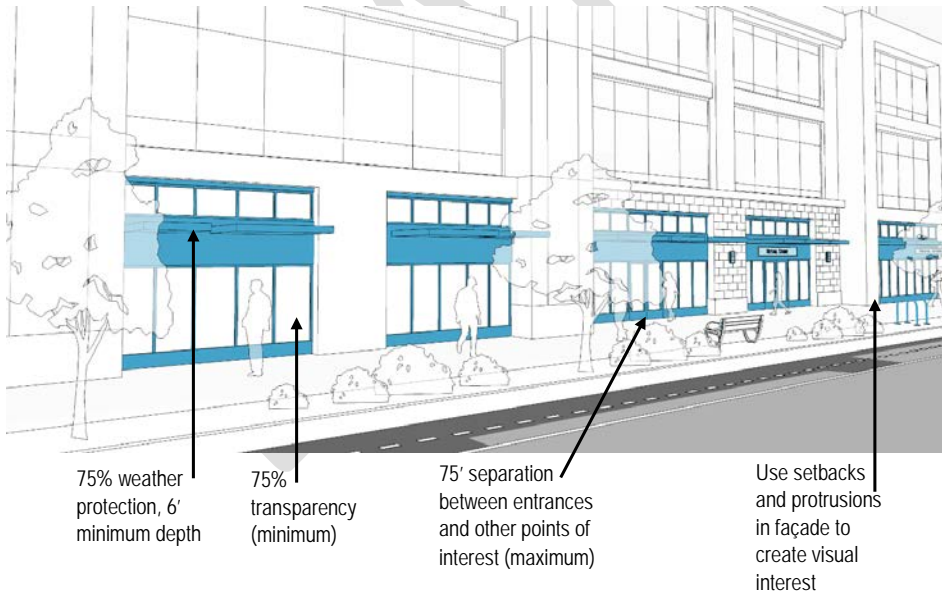 75% weather
protection, 6'
minimum depth
75%
transparency
(minimum)
75’ separation
between entrances
and other points of
interest (maximum)
Use setbacks
and protrusions
in façade to
create visual
interest